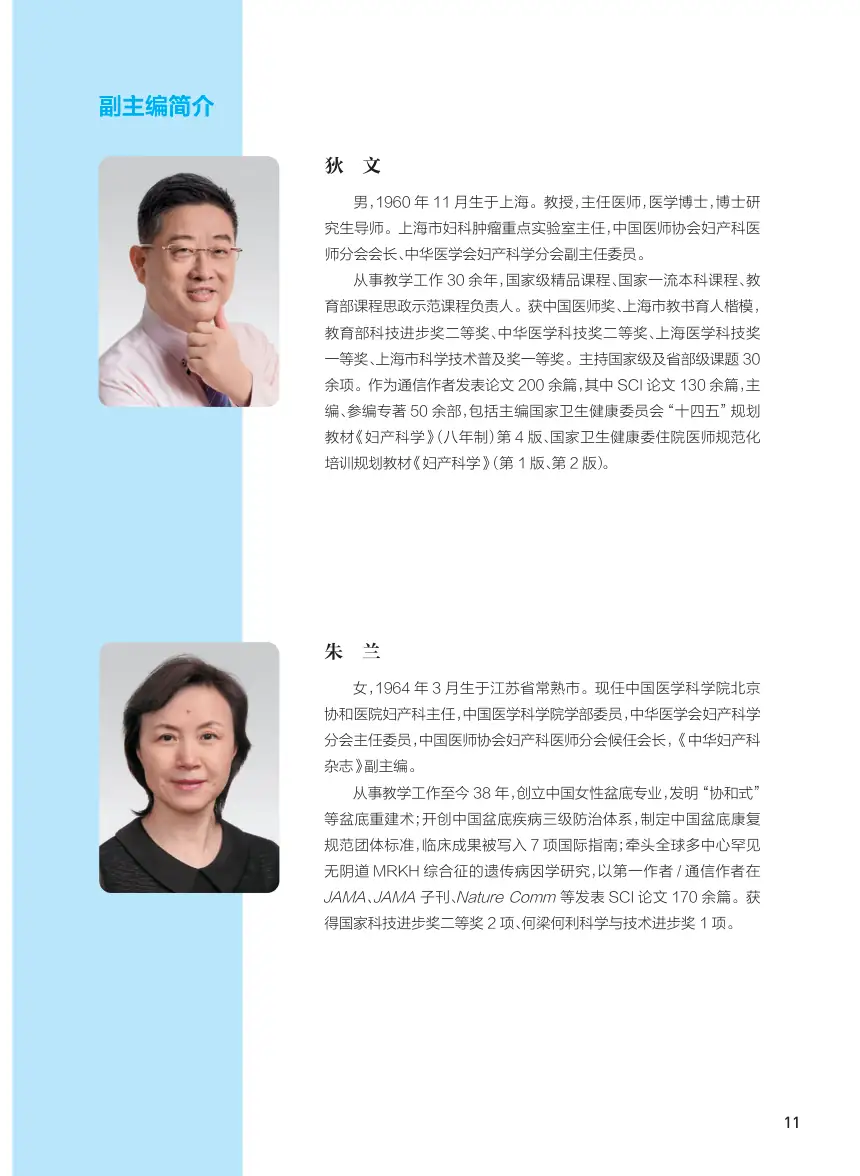 副主编简介
狄　文
男，1960 年 11 月生于上海。教授，主任医师，医学博士，博士研
究生导师。上海市妇科肿瘤重点实验室主任，中国医师协会妇产科医
师分会会长、中华医学会妇产科学分会副主任委员。
从事教学工作 30 余年，国家级精品课程、国家一流本科课程、教
育部课程思政示范课程负责人。获中国医师奖、上海市教书育人楷模，
教育部科技进步奖二等奖、中华医学科技奖二等奖、上海医学科技奖
一等奖、上海市科学技术普及奖一等奖。主持国家级及省部级课题 30
余项。作为通信作者发表论文 200 余篇，其中 SCI 论文 130 余篇，主
编、参编专著 50 余部，包括主编国家卫生健康委员会“十四五”规划
教材《妇产科学》（八年制）第 4 版、国家卫生健康委住院医师规范化
培训规划教材《妇产科学》（第 1 版、第 2 版）。
朱　兰
女，1964 年 3 月生于江苏省常熟市。现任中国医学科学院北京
协和医院妇产科主任，中国医学科学院学部委员，中华医学会妇产科学
分会主任委员，中国医师协会妇产科医师分会候任会长，《中华妇产科
杂志》副主编。
从事教学工作至今 38 年，创立中国女性盆底专业，发明“协和式”
等盆底重建术；开创中国盆底疾病三级防治体系，制定中国盆底康复
规范团体标准，临床成果被写入 7 项国际指南；牵头全球多中心罕见
无阴道 MRKH 综合征的遗传病因学研究，以第一作者 / 通信作者在
JAMA、JAMA 子刊、Nature Comm 等发表 SCI 论文 170 余篇。获
得国家科技进步奖二等奖 2 项、何梁何利科学与技术进步奖 1 项。
11